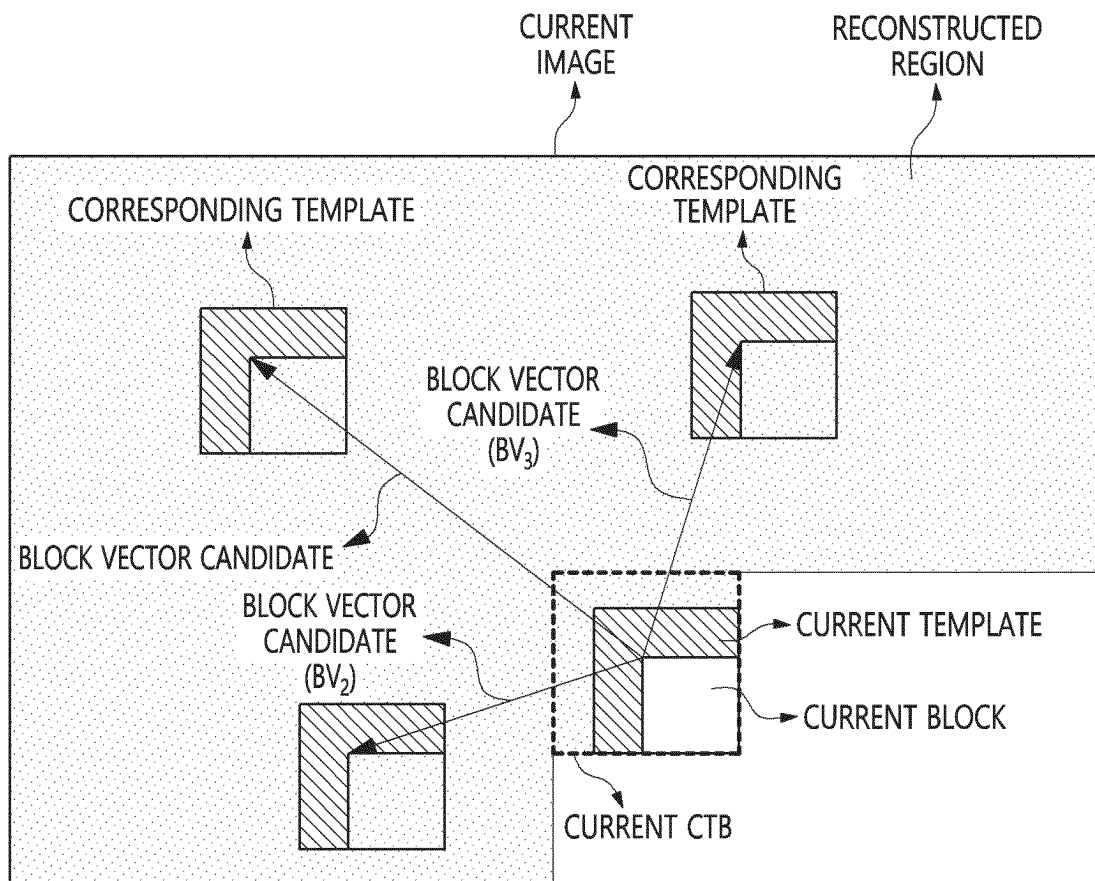 CURRENT
IMAGE
RECONSTRUCTED
REGION
CORRESPONDING TEMPLATE
CORRESPONDING
TEMPLATE
BLOCK VECTOR
CANDIDATE
(BV3)
BLOCK VECTOR CANDIDATE
BLOCK VECTOR
CANDIDATE
(BV2)
CURRENT TEMPLATE
CURRENT BLOCK
CURRENT CTB